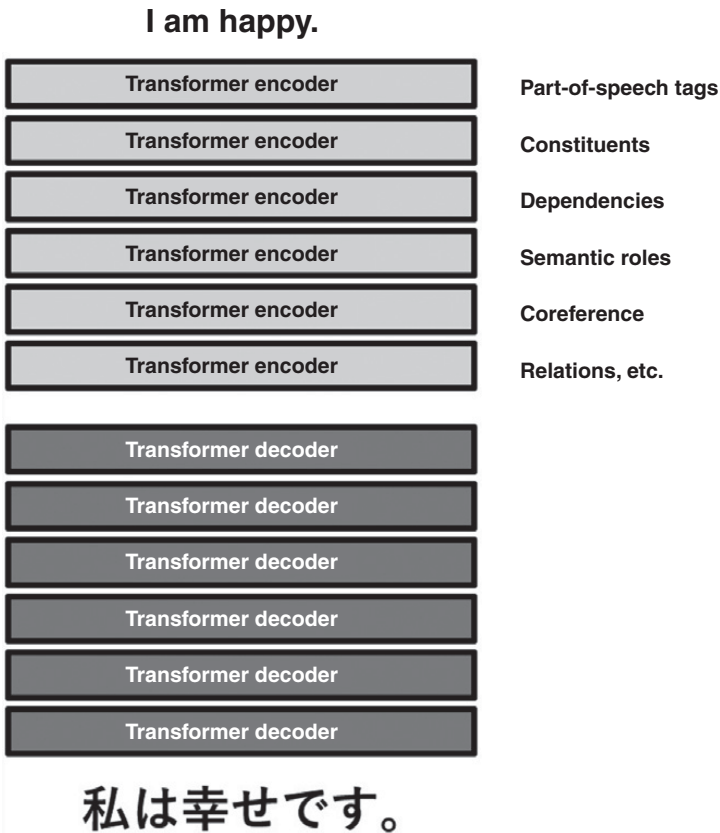 I am happy.
Transformer encoder Part-of-speech tags
Transformer encoder Constituents
Transformer encoder Dependencies
Transformer encoder Semantic roles
Transformer encoder Coreference
Transformer encoder Relations, etc.
Transformer decoder
Transformer decoder
Transformer decoder
Transformer decoder
Transformer decoder
Transformer decoder
私は幸せです。